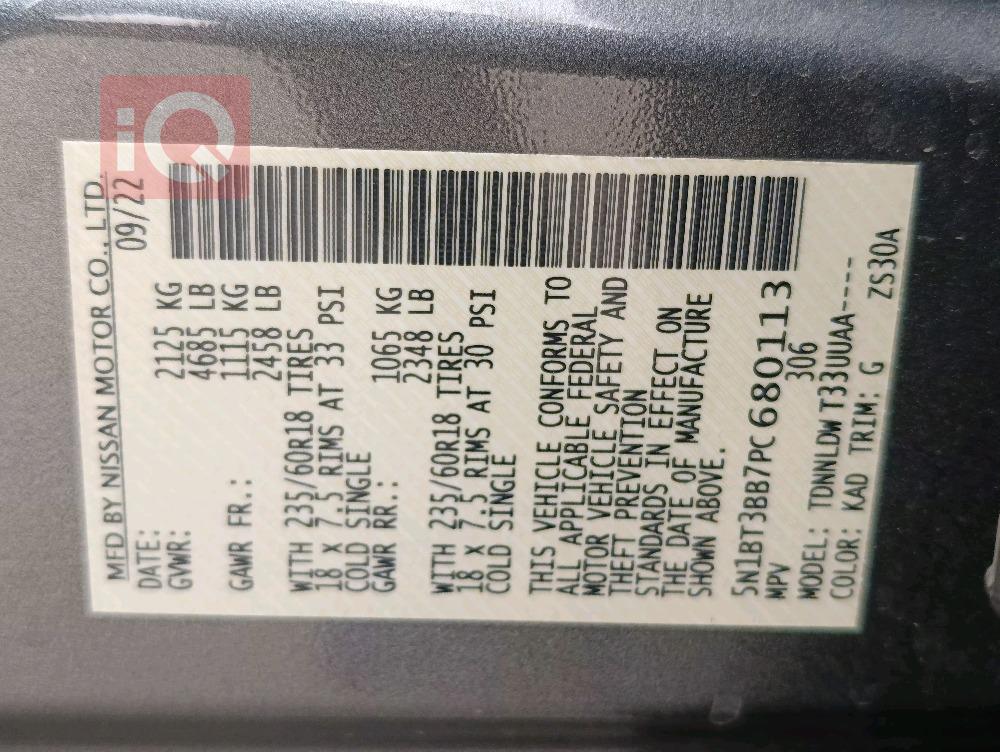 iQ
MFD BY NISSAN MOTOR CO., LTD.
DATE: 09/22
GVWR: 2125 KG
4685 LB
GAWR FR.: 1115 KG
2458 LB
WITH 235/60R18 TIRES
18 X 7.5 RIMS AT 33 PSI
COLD SINGLE
GAWR RR.: 1065 KG
2348 LB
WITH 235/60R18 TIRES
18 X 7.5 RIMS AT 30 PSI
COLD SINGLE
THIS VEHICLE CONFORMS TO
ALL APPLICABLE FEDERAL
MOTOR VEHICLE SAFETY AND
THEFT PREVENTION
STANDARDS IN EFFECT ON
THE DATE OF MANUFACTURE
SHOWN ABOVE.
5N1BT3BB7PC680113
MPV 306
MODEL: TDNNLDW T33UUAA----
COLOR: KAD TRIM: G ZS30A